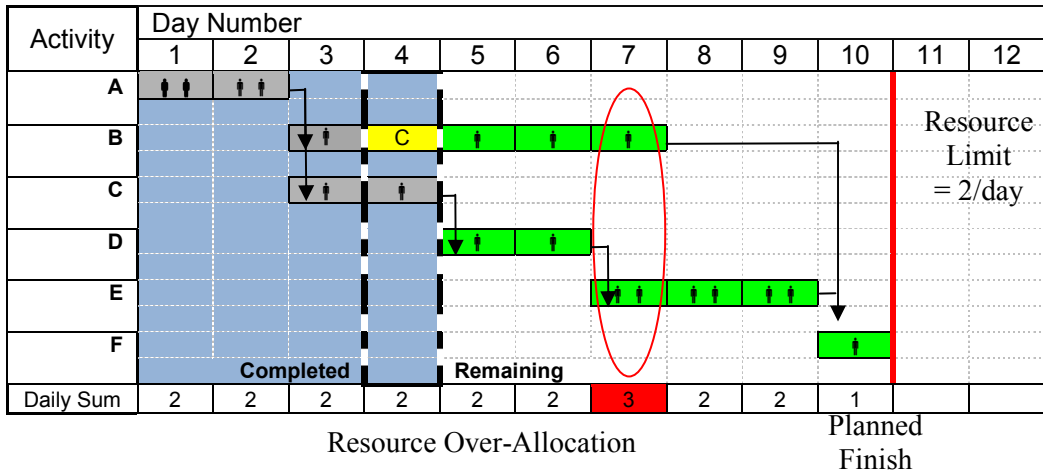 Activity
Day Number
1 2 3 4 5 6 7 8 9 10 11 12
A
B
C
C
D
E
F
Resource
Limit
= 2/day
Completed
Remaining
Daily Sum 2 2 2 2 2 2 3 2 2 1
Resource Over-Allocation
Planned
Finish